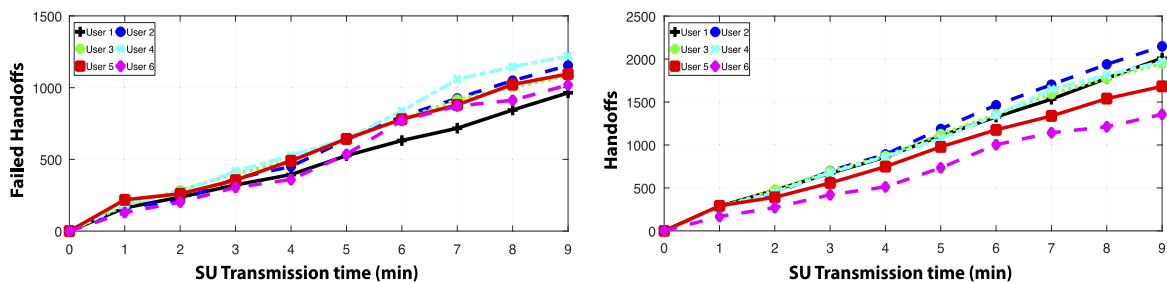 1500
1000
500
0
Failed Handoffs
User 1 User 2
User 3 User 4
User 5 User 6
0 1 2 3 4 5 6 7 8 9
SU Transmission time (min)
2500
2000
1500
1000
500
0
Handoffs
User 1 User 2
User 3 User 4
User 5 User 6
0 1 2 3 4 5 6 7 8 9
SU Transmission time (min)